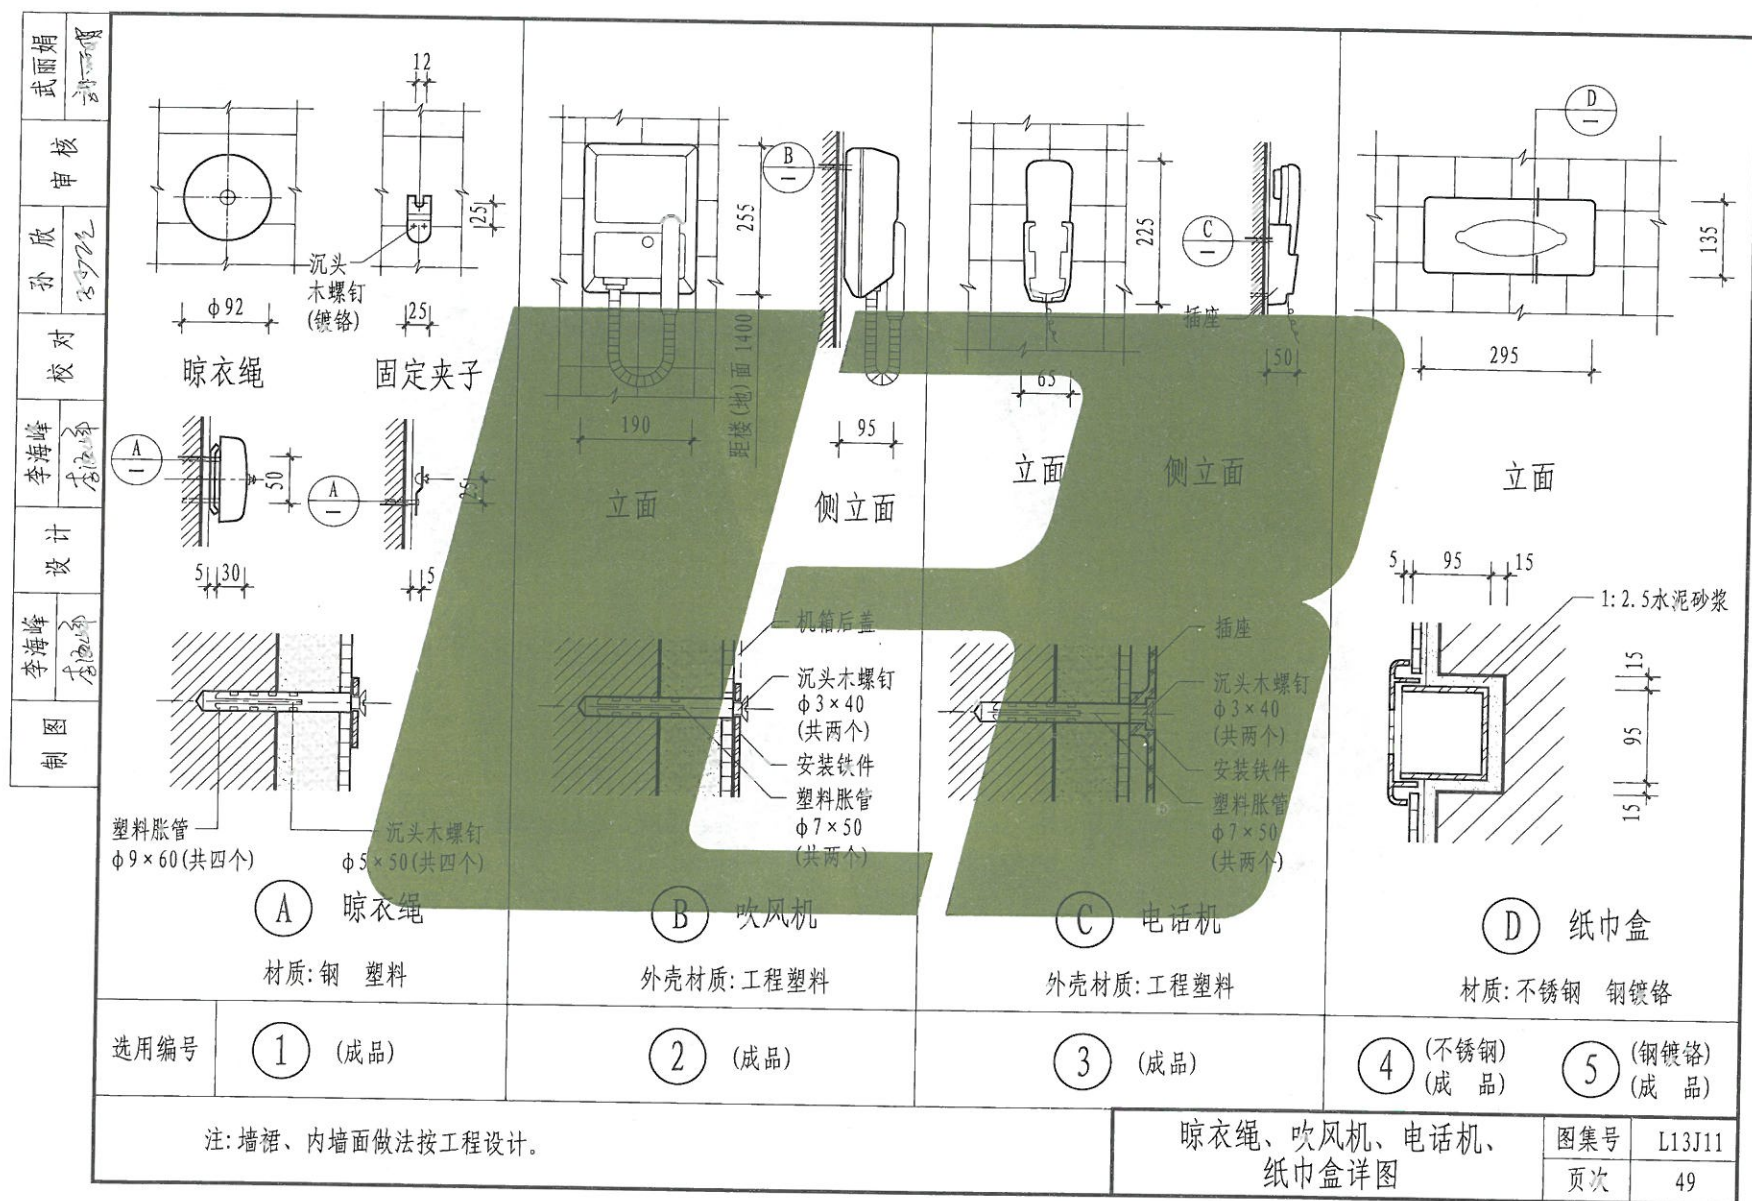 武丽娟
审核
孙欣
校对
李海峰
设计
李海峰
制图
12
25
沉头
木螺钉
(镀铬)
ϕ92
25
晾衣绳
固定夹子
A
—
50
A
—
25
5
30
5
塑料胀管
ϕ9×60(共四个)
沉头木螺钉
ϕ5×50(共四个)
A 晾衣绳
材质:钢 塑料
255
距楼(地)面1400
190
立面
B
—
95
侧立面
机箱后盖
沉头木螺钉
ϕ3×40
(共两个)
安装铁件
塑料胀管
ϕ7×50
(共两个)
B 吹风机
外壳材质:工程塑料
225
65
立面
C
—
插座
50
侧立面
插座
沉头木螺钉
ϕ3×40
(共两个)
安装铁件
塑料胀管
ϕ7×50
(共两个)
C 电话机
外壳材质:工程塑料
D
—
135
295
立面
5 95 15
1:2.5水泥砂浆
15
95
15
D 纸巾盒
材质:不锈钢 钢镀铬
选用编号
1 (成品)
2 (成品)
3 (成品)
4 (不锈钢)
(成 品)
5 (钢镀铬)
(成 品)
注:墙裙、内墙面做法按工程设计。
晾衣绳、吹风机、电话机、
纸巾盒详图
图集号 L13J11
页次 49